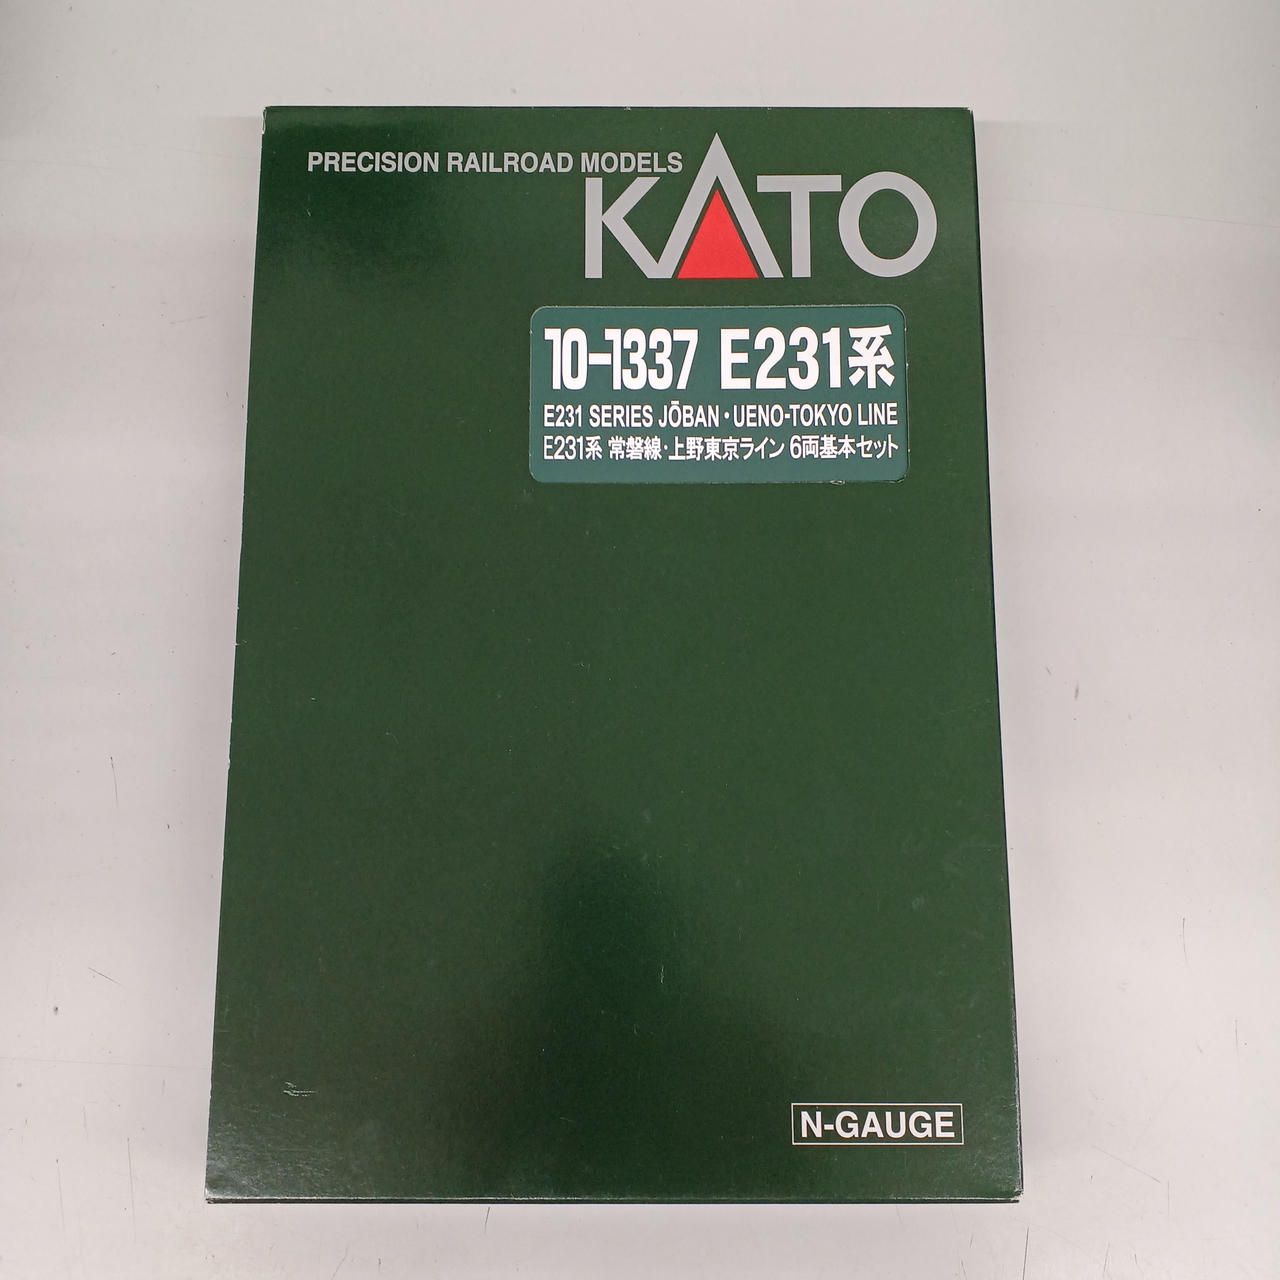 PRECISION RAILROAD MODELS
KATO
10-1337 E231系
E231 SERIES JŌBAN・UENO-TOKYO LINE
E231系 常磐線・上野東京ライン 6両基本セット
N-GAUGE